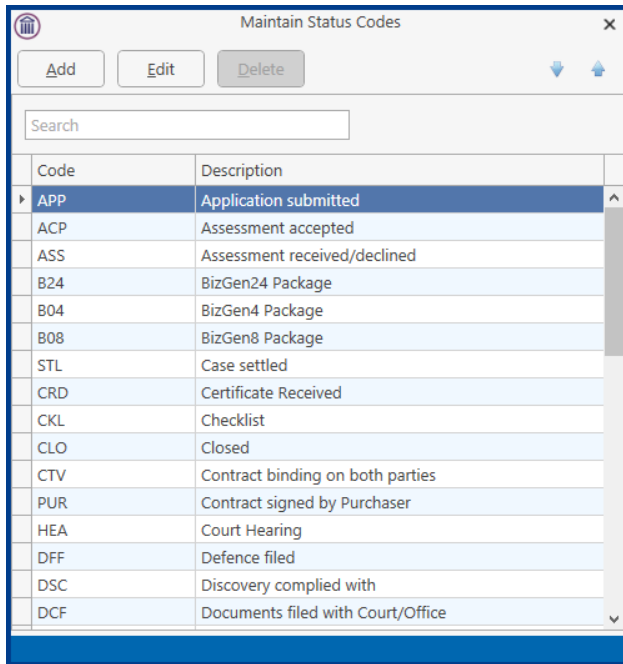 Maintain Status Codes
Add Edit Delete
Search
Code Description
APP Application submitted
ACP Assessment accepted
ASS Assessment received/declined
B24 BizGen24 Package
B04 BizGen4 Package
B08 BizGen8 Package
STL Case settled
CRD Certificate Received
CKL Checklist
CLO Closed
CTV Contract binding on both parties
PUR Contract signed by Purchaser
HEA Court Hearing
DFF Defence filed
DSC Discovery complied with
DCF Documents filed with Court/Office